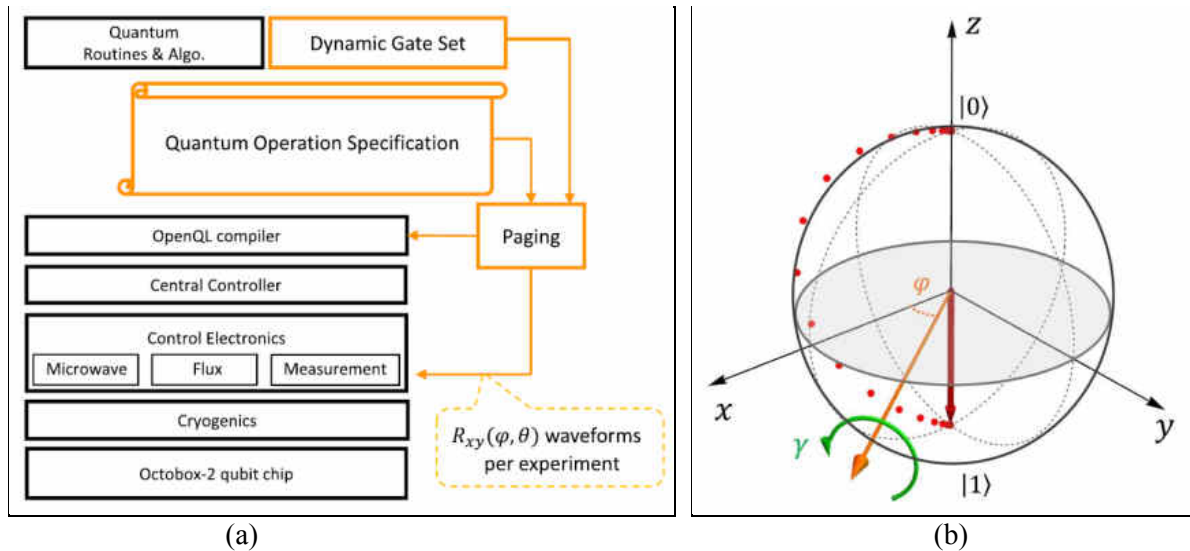 Quantum
Routines & Algo.
Dynamic Gate Set
Quantum Operation Specification
Paging
OpenQL compiler
Central Controller
Control Electronics
Microwave
Flux
Measurement
Cryogenics
Octobox-2 qubit chip
R_{xy}(φ, θ) waveforms
per experiment
(a)
z
|0⟩
φ
x
y
γ
|1⟩
(b)